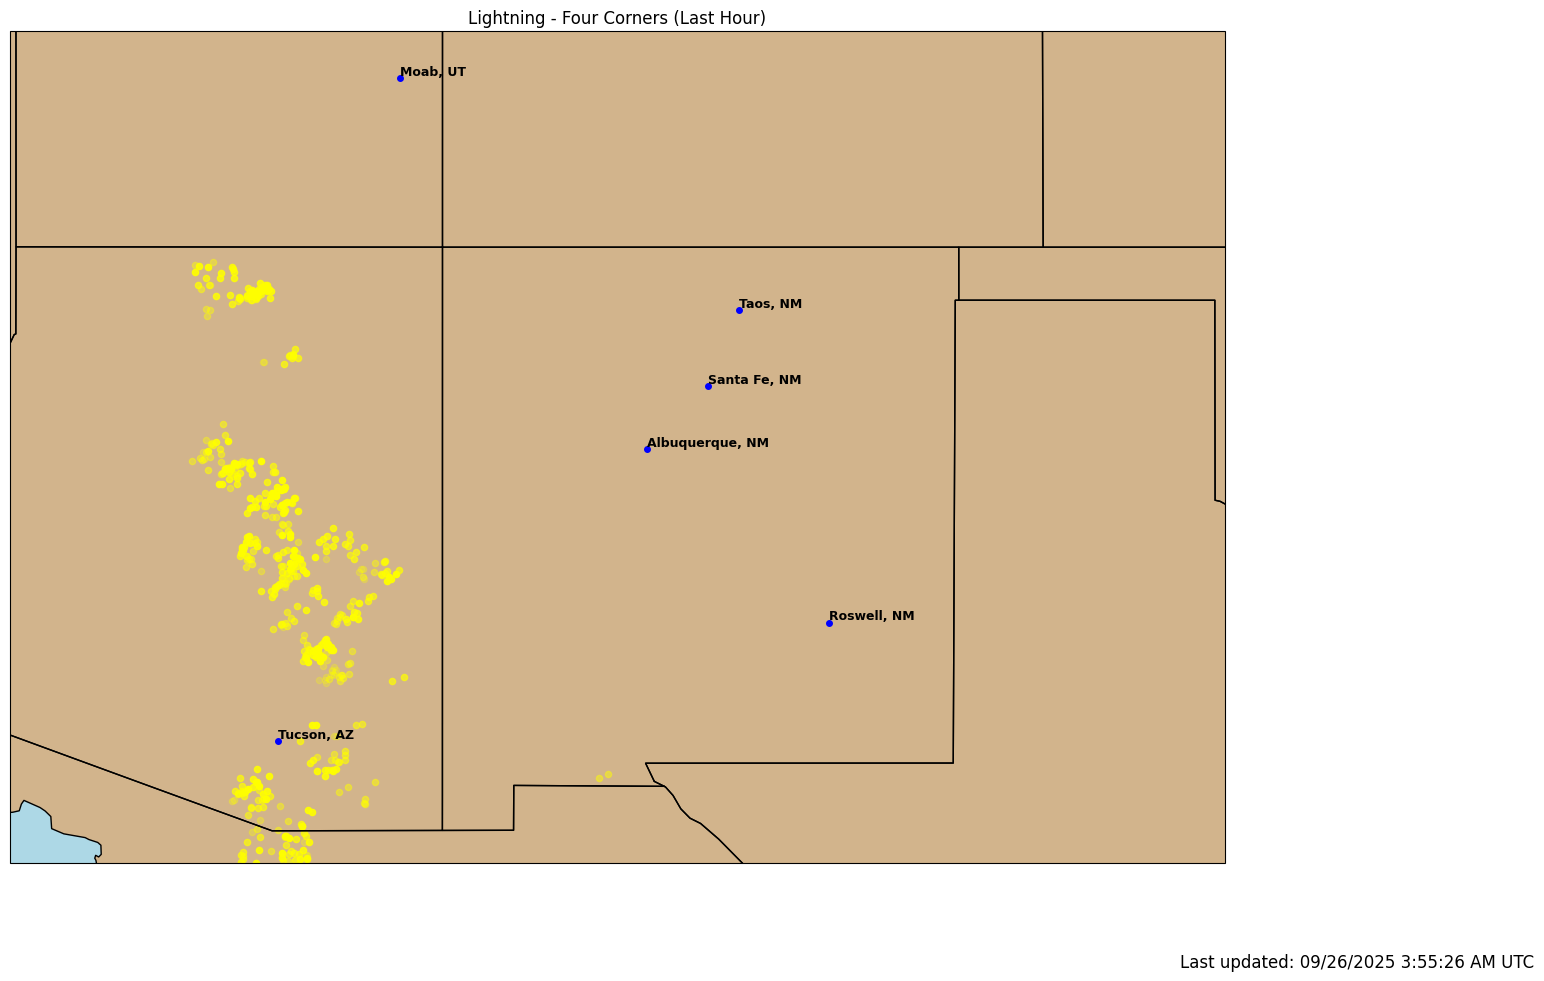 Lightning - Four Corners (Last Hour)
Moab, UT
Taos, NM
Santa Fe, NM
Albuquerque, NM
Roswell, NM
Tucson, AZ
Last updated: 09/26/2025 3:55:26 AM UTC